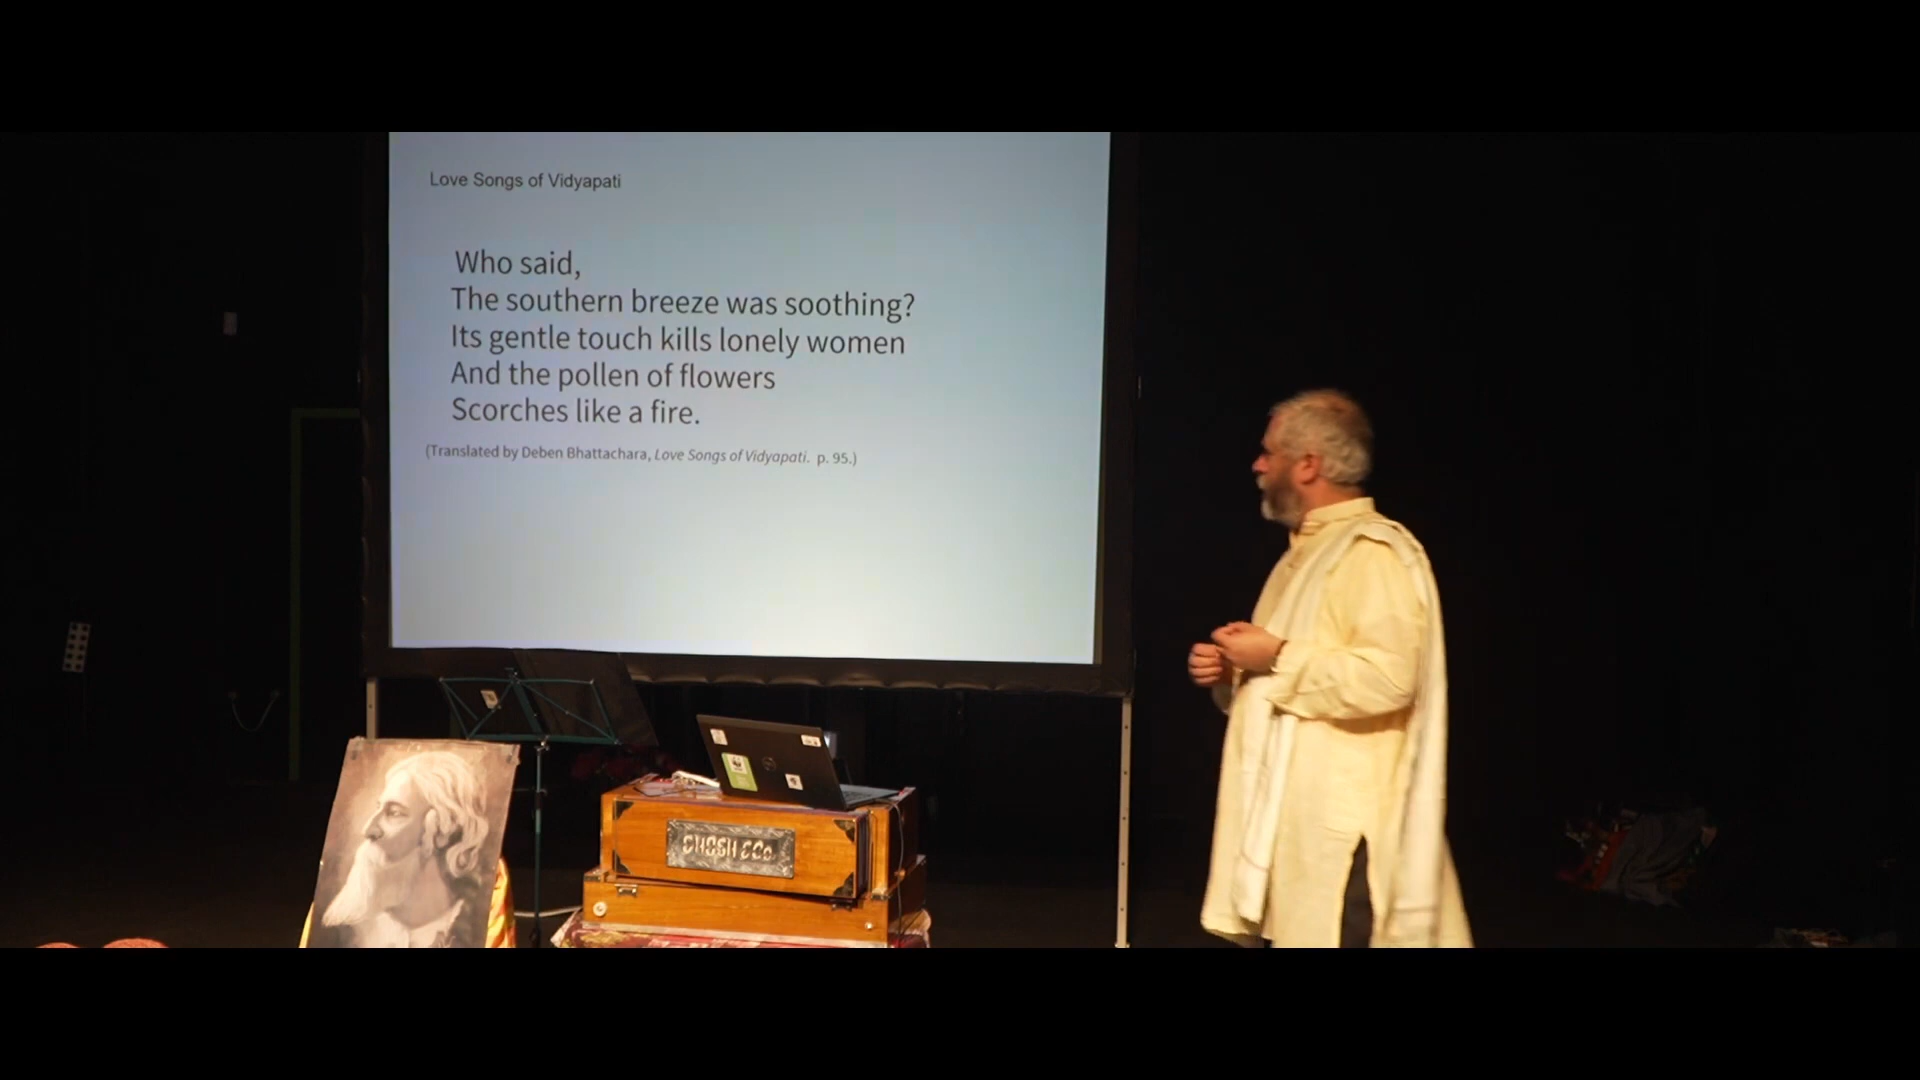 Love Songs of Vidyapati
Who said,
The southern breeze was soothing?
Its gentle touch kills lonely women
And the pollen of flowers
Scorches like a fire.
(Translated by Deben Bhattachara, Love Songs of Vidyapati. p. 95.)
GHOSH & Co.